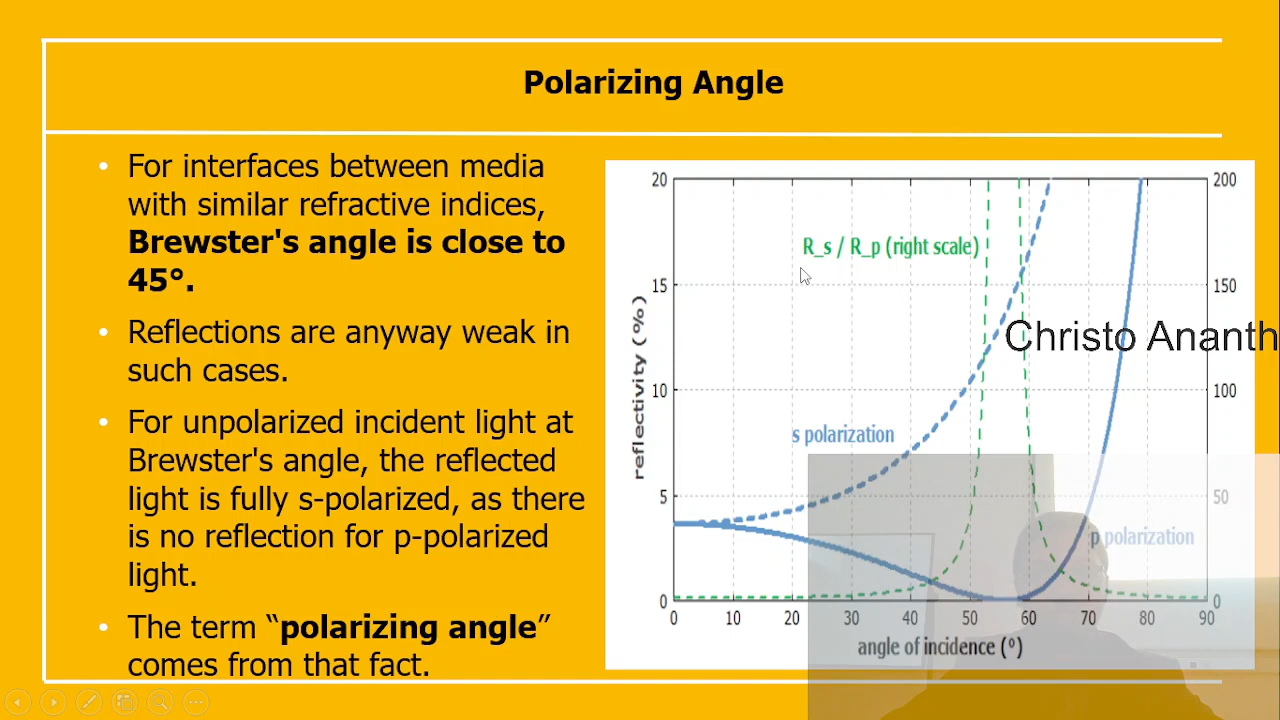 Polarizing Angle
• For interfaces between media
with similar refractive indices,
Brewster's angle is close to
45°.
• Reflections are anyway weak in
such cases.
• For unpolarized incident light at
Brewster's angle, the reflected
light is fully s-polarized, as there
is no reflection for p-polarized
light.
• The term “polarizing angle”
comes from that fact.
20
15
10
5
0
reflectivity (%)
R_s / R_p (right scale)
s polarization
p polarization
200
150
100
50
0
0 10 20 30 40 50 60 70 80 90
angle of incidence (º)
Christo Ananth